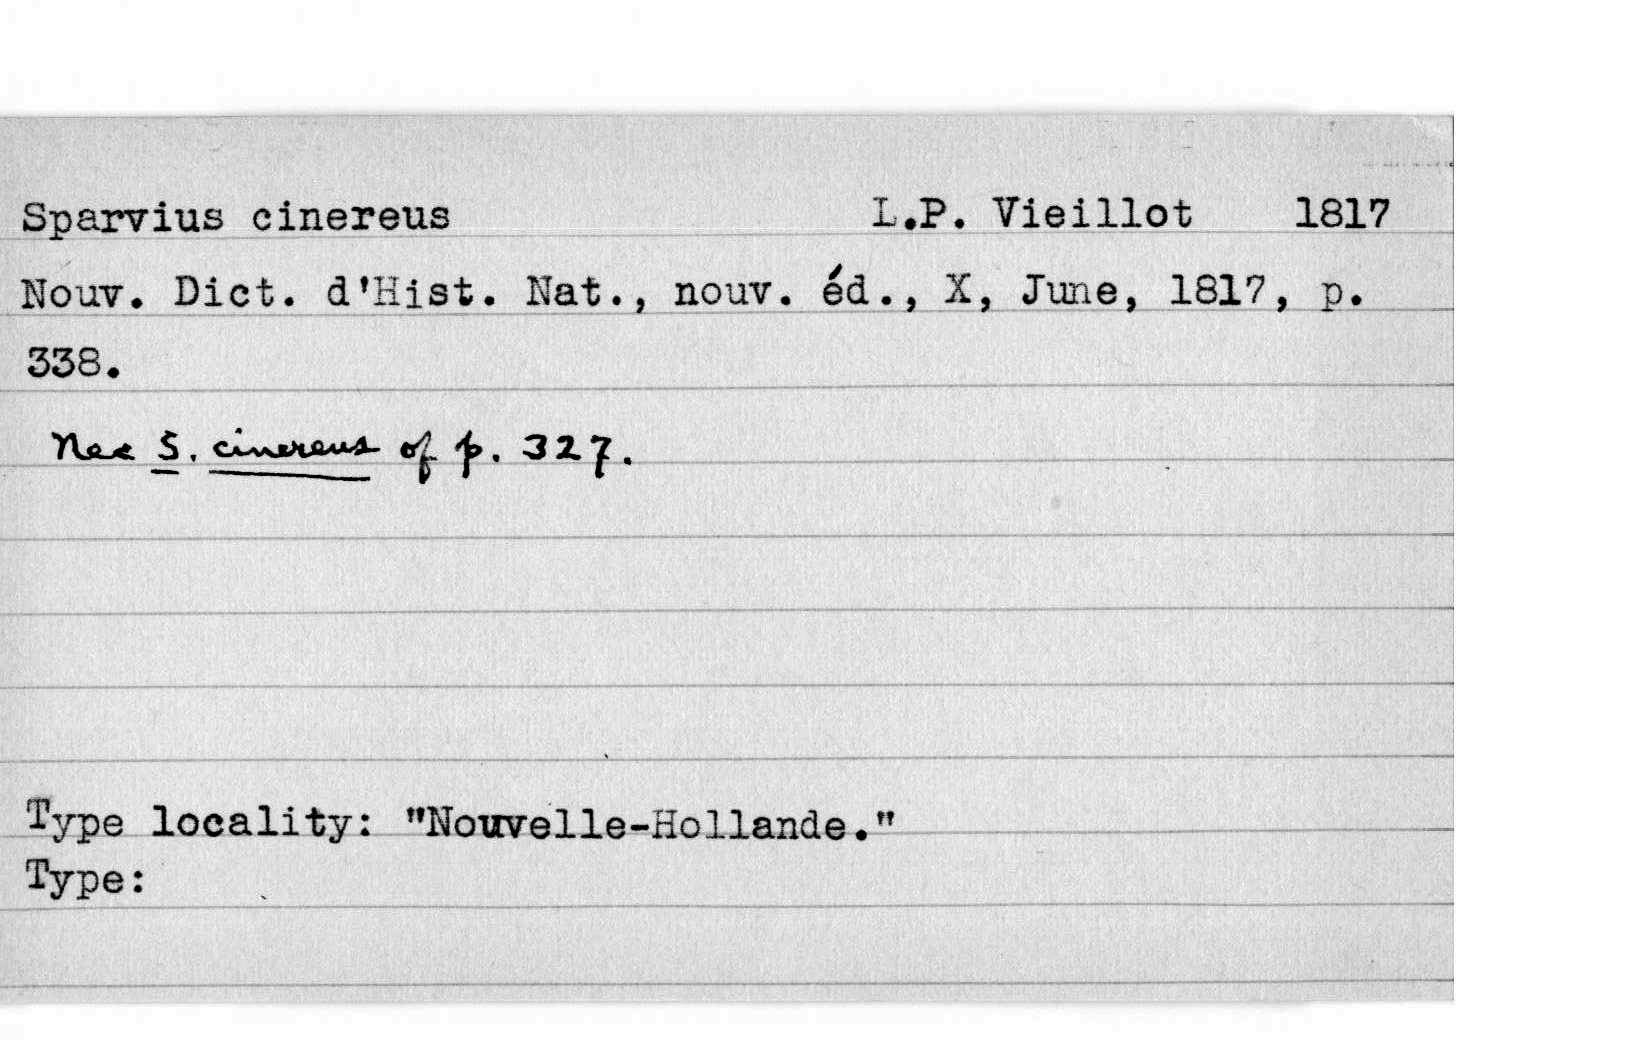 Sparvius cinereus L.P. Vieillot 1817
Nouv. Dict. d'Hist. Nat., nouv. éd., X, June, 1817, p.
338.
Nec S. cinereus of p. 327.
Type locality: "Nouvelle-Hollande."
Type: